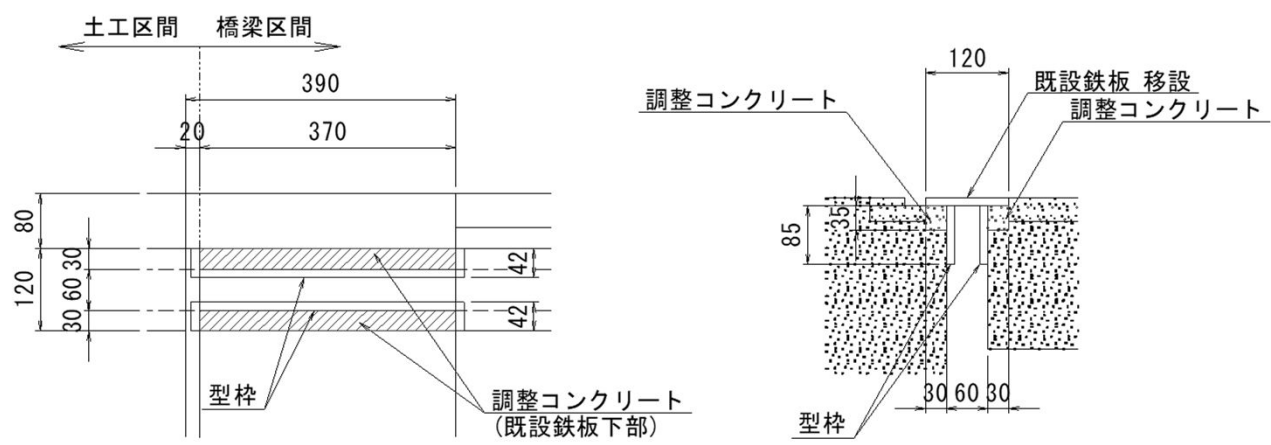 土工区間 橋梁区間
390
20 370
80
120
30
60
30
42
42
型枠
調整コンクリート
(既設鉄板下部)
120
既設鉄板 移設
調整コンクリート
調整コンクリート
85
35
30 60 30
型枠